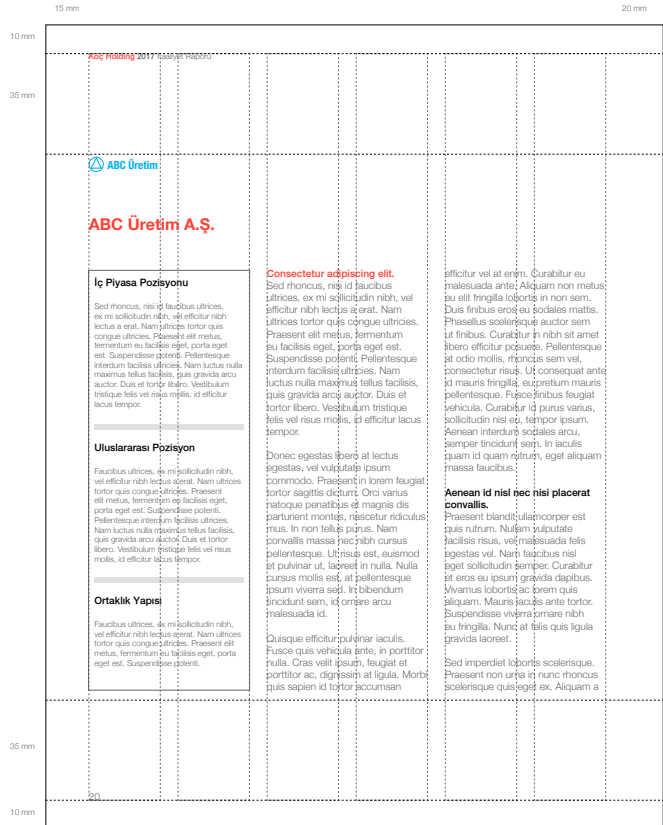 15 mm
20 mm
10 mm
Koç Holding 2017 Faaliyet Raporu
35 mm
ABC Üretim
ABC Üretim A.Ş.
İç Piyasa Pozisyonu
Sed rhoncus, nisi id faucibus ultrices,
ex mi sollicitudin nibh, vel efficitur nibh
lectus a erat. Nam ultrices tortor quis
congue ultricies. Praesent elit metus,
fermentum eu facilisis eget, porta eget
est. Suspendisse potenti. Pellentesque
interdum facilisis ultricies. Nam luctus nulla
maximus tellus facilisis, quis gravida arcu
auctor. Duis et tortor libero. Vestibulum
tristique felis vel risus mollis, id efficitur
lacus tempor.
Uluslararası Pozisyon
Faucibus ultrices, ex mi sollicitudin nibh,
vel efficitur nibh lectus a erat. Nam ultrices
tortor quis congue ultricies. Praesent
elit metus, fermentum eu facilisis eget,
porta eget est. Suspendisse potenti.
Pellentesque interdum facilisis ultricies.
Nam luctus nulla maximus tellus facilisis,
quis gravida arcu auctor. Duis et tortor
libero. Vestibulum tristique felis vel risus
mollis, id efficitur lacus tempor.
Ortaklık Yapısı
Faucibus ultrices, ex mi sollicitudin nibh,
vel efficitur nibh lectus a erat. Nam ultrices
tortor quis congue ultricies. Praesent elit
metus, fermentum eu facilisis eget, porta
eget est. Suspendisse potenti.
Consectetur adipiscing elit.
Sed rhoncus, nisi id faucibus
ultrices, ex mi sollicitudin nibh, vel
efficitur nibh lectus a erat. Nam
ultrices tortor quis congue ultricies.
Praesent elit metus, fermentum
eu facilisis eget, porta eget est.
Suspendisse potenti. Pellentesque
interdum facilisis ultricies. Nam
luctus nulla maximus tellus facilisis,
quis gravida arcu auctor. Duis et
tortor libero. Vestibulum tristique
felis vel risus mollis, id efficitur lacus
tempor.
Donec egestas libero at lectus
egestas, vel vulputate ipsum
commodo. Praesent in lorem feugiat
tortor sagittis dictum. Orci varius
natoque penatibus et magnis dis
parturient montes, nascetur ridiculus
mus. In non tellus purus. Nam
convallis massa nec nibh cursus
pellentesque. Ut risus est, euismod
et pulvinar ut, laoreet in nulla. Nulla
cursus mollis est, at pellentesque
ipsum viverra sed. In bibendum
tincidunt sem, id ornare arcu
malesuada id.
Quisque efficitur pulvinar iaculis.
Fusce quis vehicula ante, in porttitor
nulla. Cras velit ipsum, feugiat et
porttitor ac, dignissim at ligula. Morbi
quis sapien id tortor accumsan
efficitur vel at enim. Curabitur eu
malesuada ante. Aliquam non metus
eu elit fringilla lobortis in non sem.
Duis finibus eros eu sodales mattis.
Phasellus scelerisque auctor sem
ut finibus. Curabitur in nibh sit amet
libero efficitur posuere. Pellentesque
at odio mollis, rhoncus sem vel,
consectetur risus. Ut consequat ante
id mauris fringilla, eu pretium mauris
pellentesque. Fusce finibus feugiat
vehicula. Curabitur id purus varius,
sollicitudin nisl eu, tempor ipsum.
Aenean interdum sodales arcu,
semper tincidunt sem. In iaculis
quam id quam rutrum, eget aliquam
massa faucibus.
Aenean id nisl nec nisi placerat
convallis.
Praesent blandit ullamcorper est
quis rutrum. Nullam vulputate
facilisis risus, vel malesuada felis
egestas vel. Nam faucibus nisl
eget sollicitudin semper. Curabitur
et eros eu ipsum gravida dapibus.
Vivamus lobortis ac lorem quis
aliquam. Mauris iaculis ante tortor.
Suspendisse viverra ornare nibh
eu fringilla. Nunc at felis quis ligula
gravida laoreet.
Sed imperdiet lobortis scelerisque.
Praesent non urna in nunc rhoncus
scelerisque quis eget ex. Aliquam a
35 mm
20
10 mm